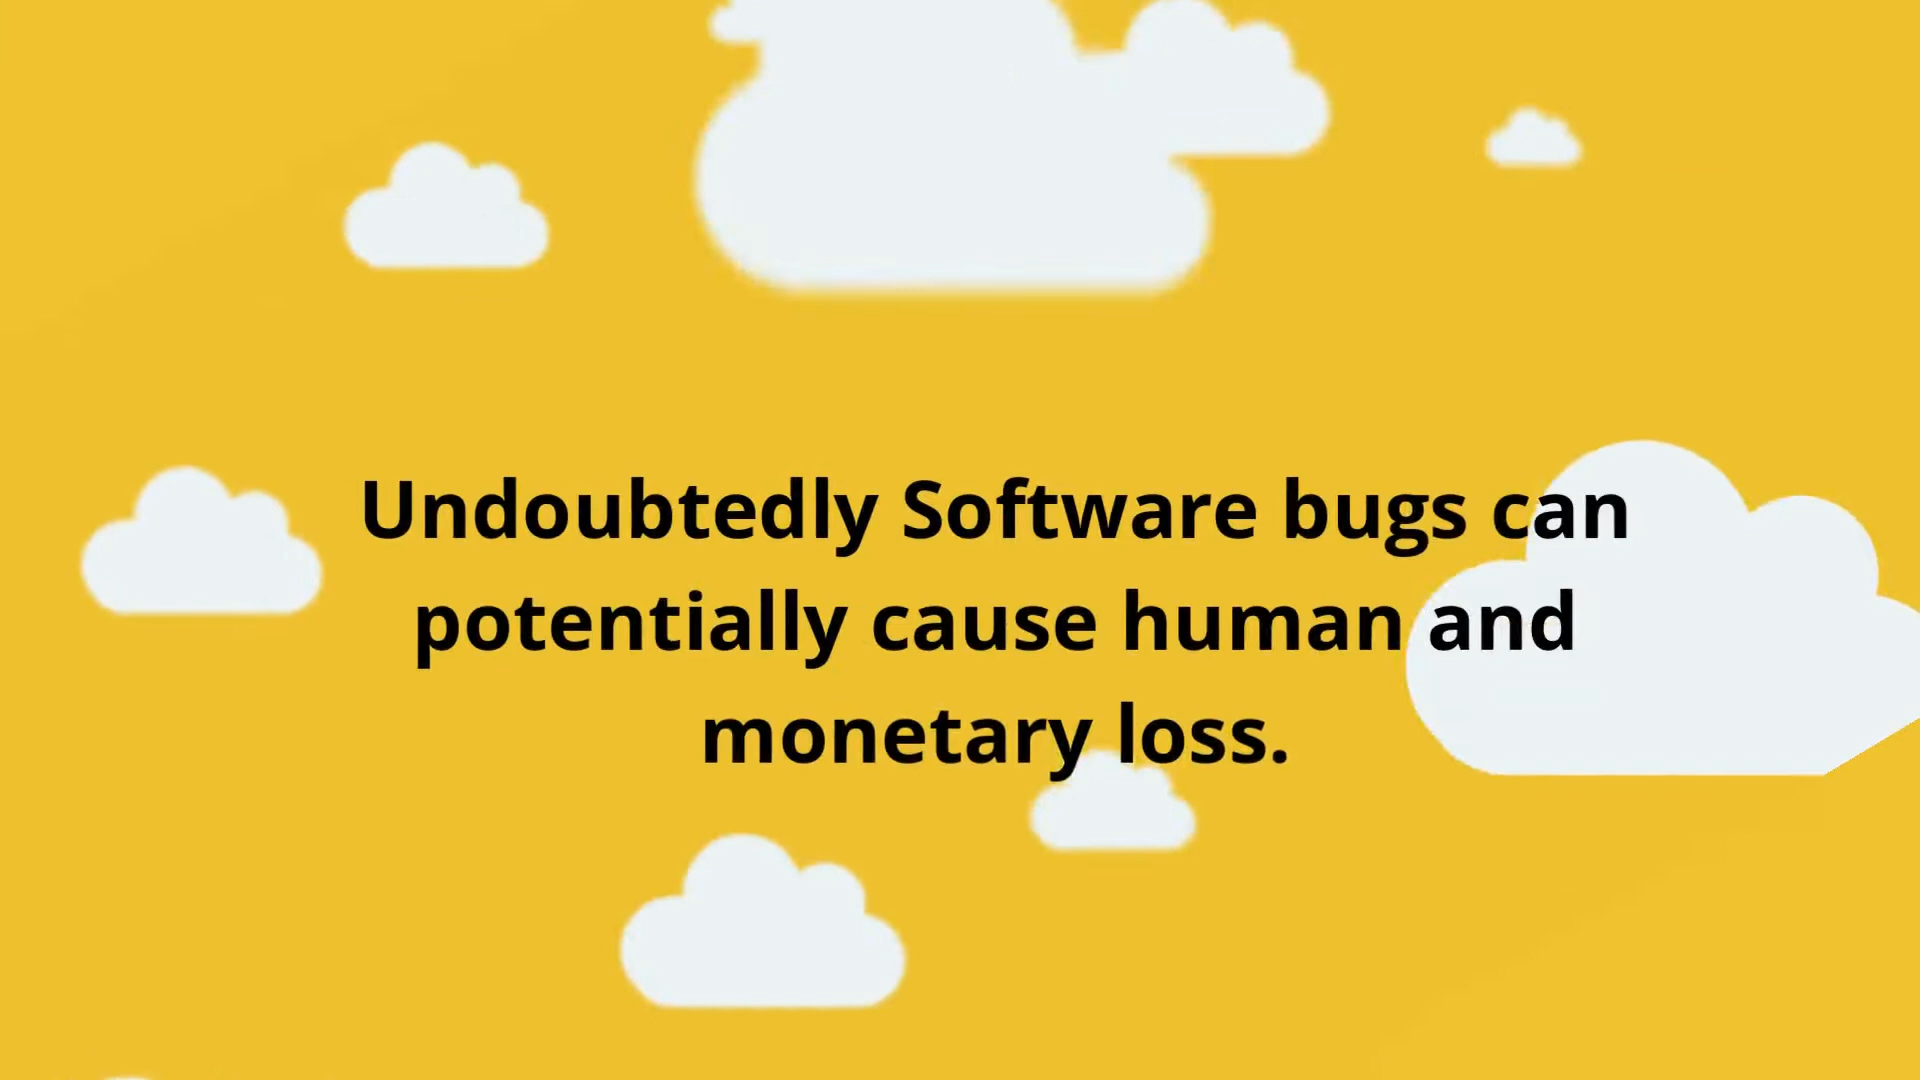 Undoubtedly Software bugs can
potentially cause human and
monetary loss.